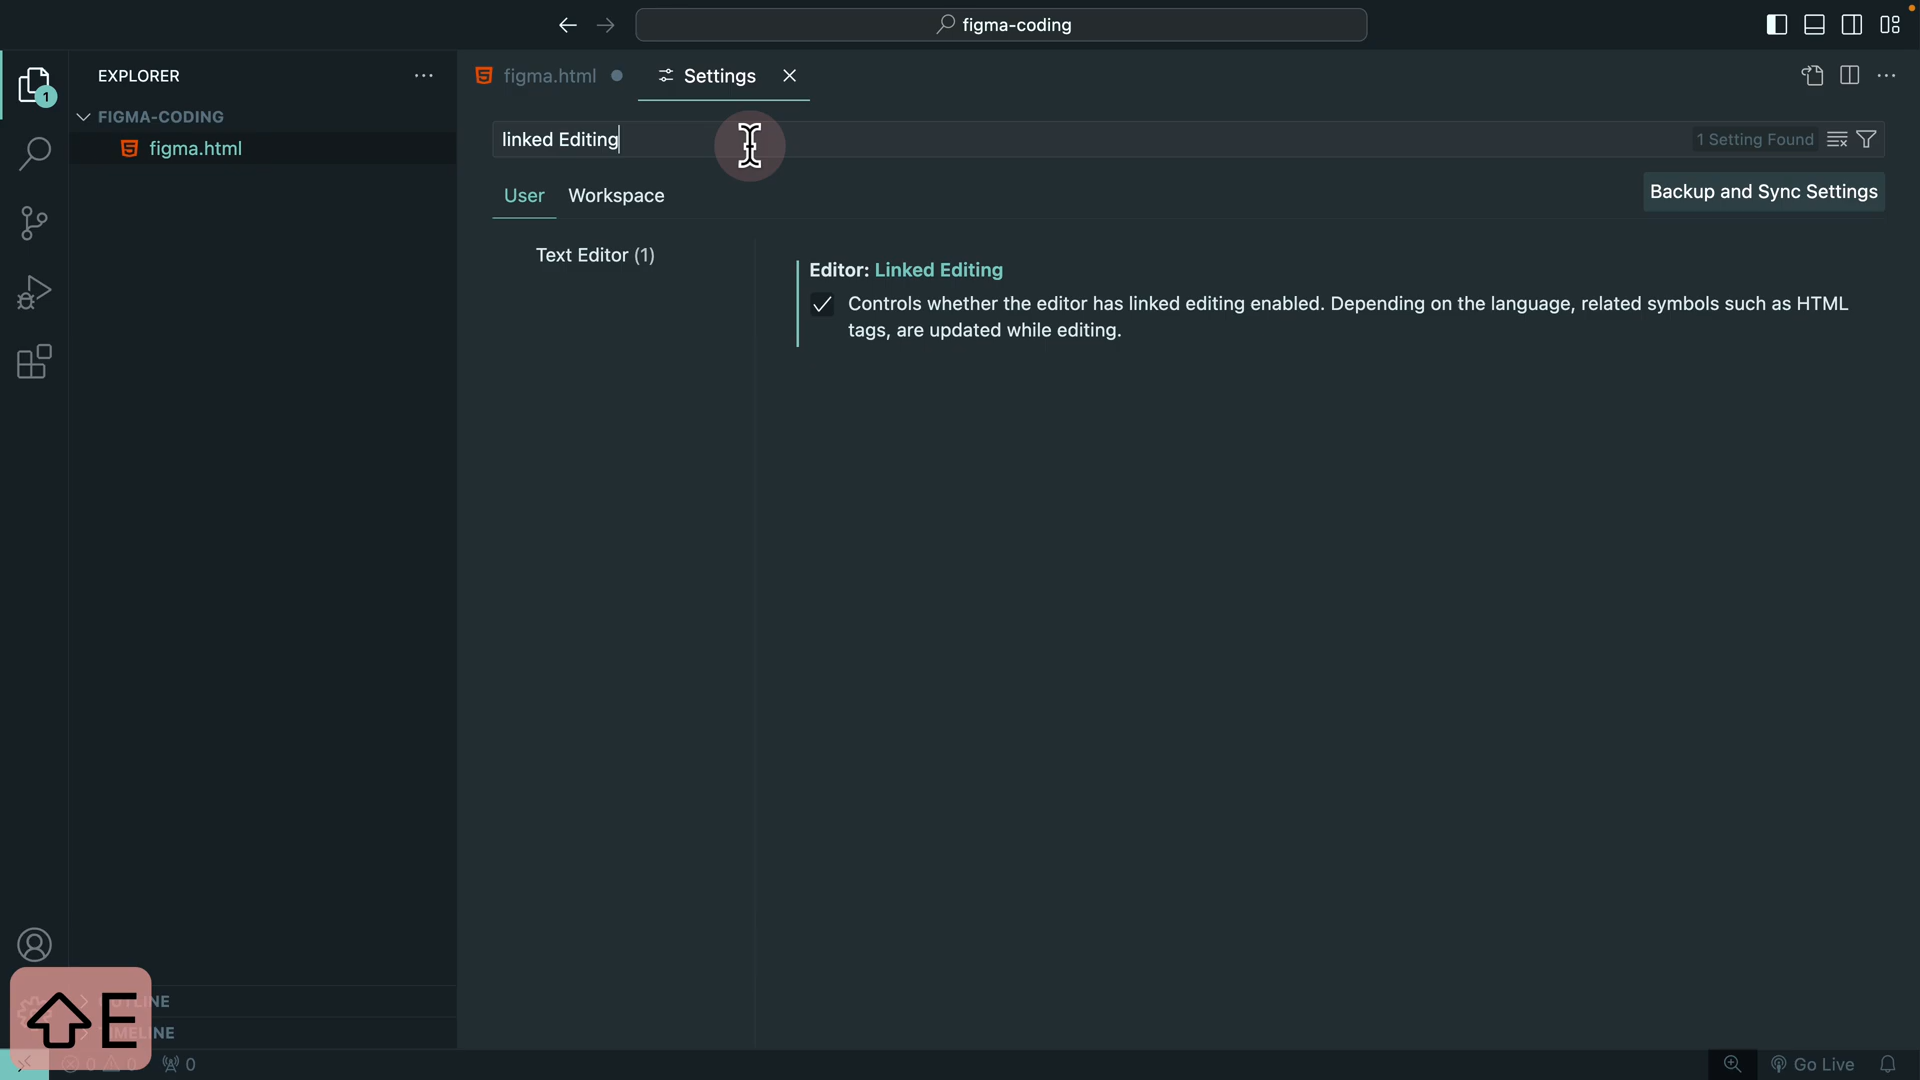 figma-coding
EXPLORER
FIGMA-CODING
figma.html
1
figma.html
Settings
linked Editing
1 Setting Found
User
Workspace
Backup and Sync Settings
Text Editor (1)
Editor: Linked Editing
Controls whether the editor has linked editing enabled. Depending on the language, related symbols such as HTML
tags, are updated while editing.
E
0
Go Live